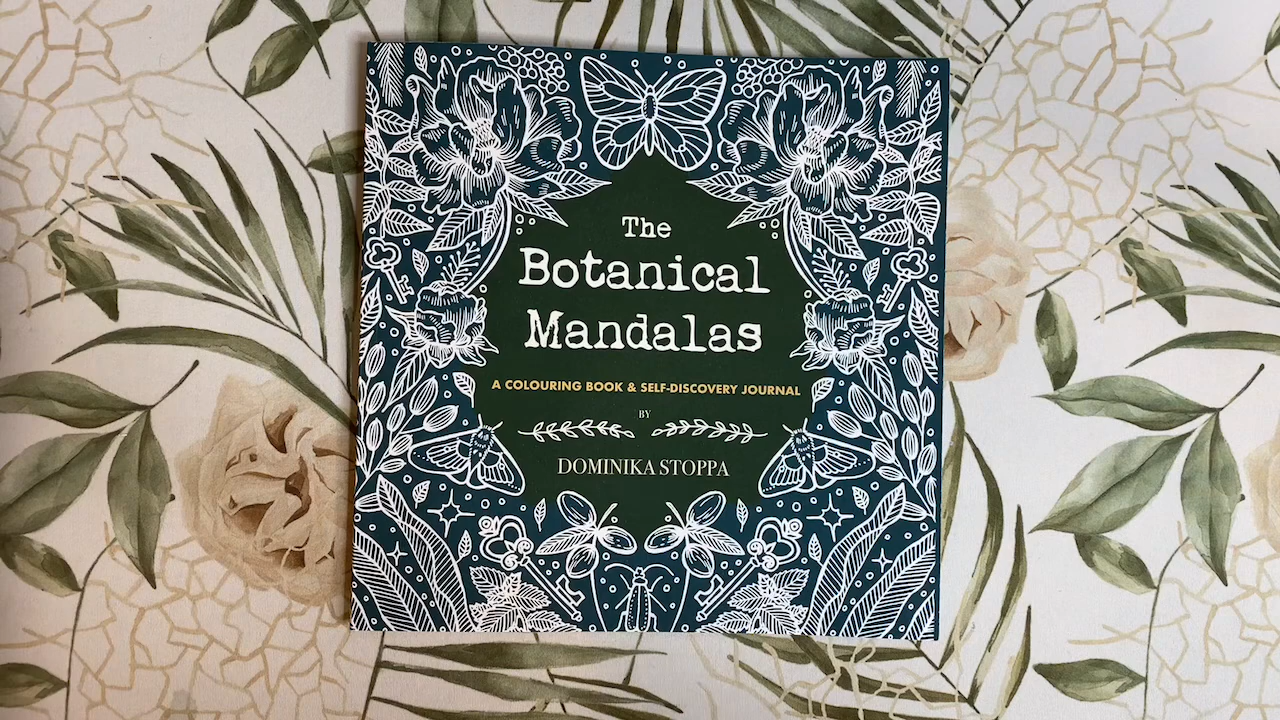 The
Botanical
Mandalas
A COLOURING BOOK & SELF-DISCOVERY JOURNAL
BY
DOMINIKA STOPPA